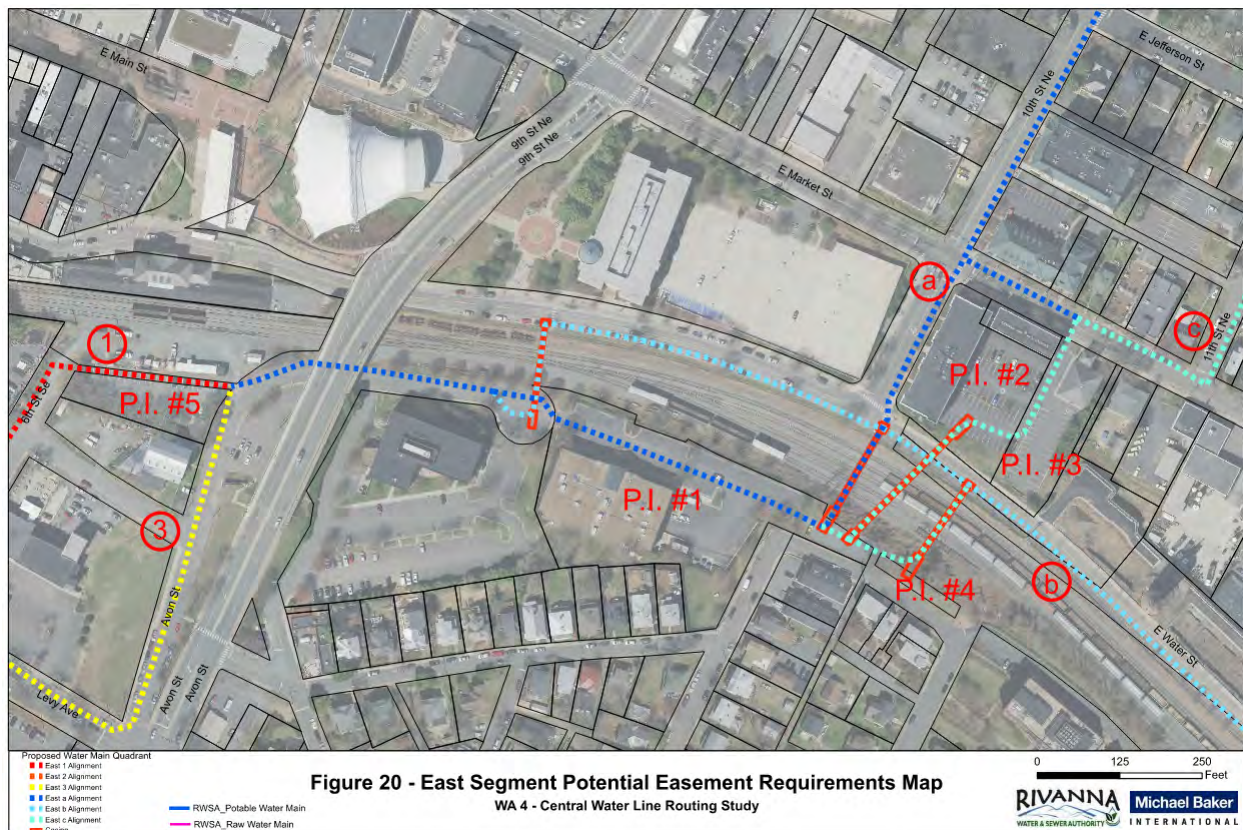 E Main St
E Jefferson St
10th St Ne
9th St Ne
9th St Ne
E Market St
a
c
11th St Ne
1
P.I. #5
6th St Se
P.I. #2
P.I. #3
P.I. #1
3
P.I. #4
b
E Water St
Avon St
Avon St
Avon St
Levy Ave
Proposed Water Main Quadrant
East 1 Alignment
East 2 Alignment
East 3 Alignment
East a Alignment
East b Alignment
East c Alignment
Casing
RWSA_Potable Water Main
RWSA_Raw Water Main
Figure 20 - East Segment Potential Easement Requirements Map
WA 4 - Central Water Line Routing Study
0 125 250
Feet
RIVANNA
WATER & SEWER AUTHORITY
Michael Baker
INTERNATIONAL